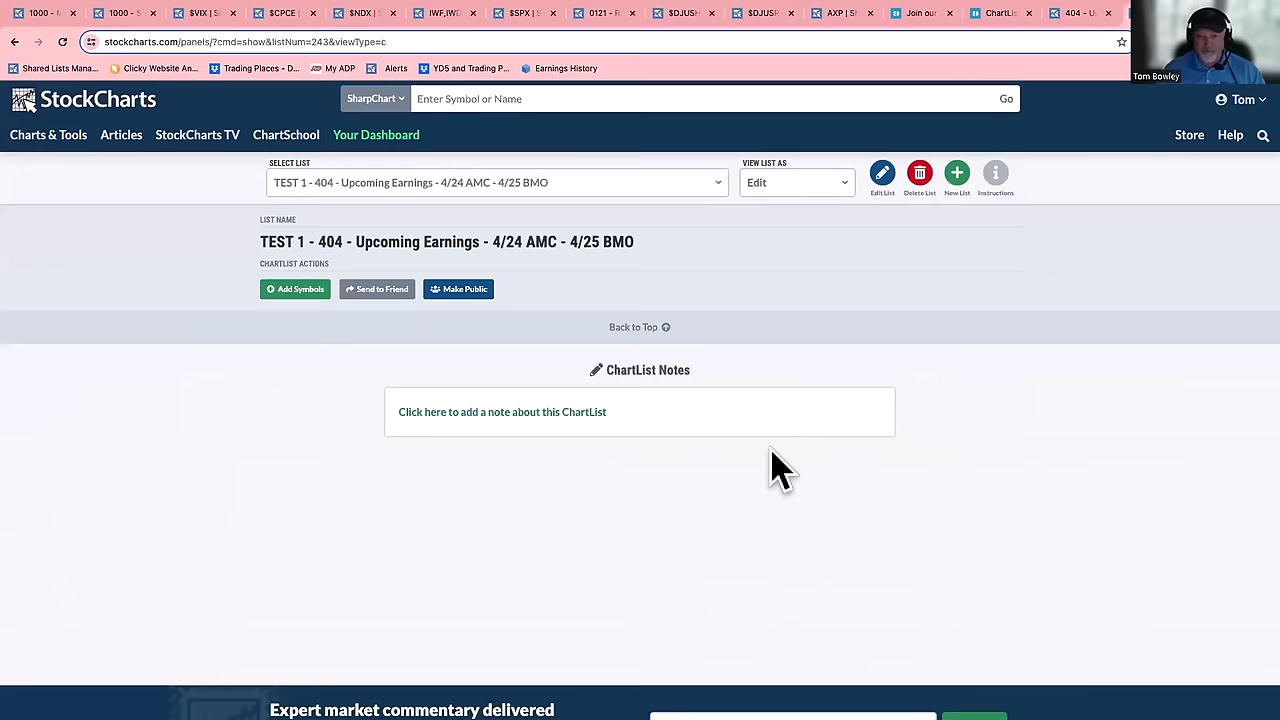 1000 - M
1000 - S
$VIX | S
$CPCE |
$NDX | S
IWF,IWD
$SPX | S
0121 - R
$DJUSH
$DJUSR
AXP | Sh
Join our
ChartLis
404 - U
stockcharts.com/panels/?cmd=show&listNum=243&viewType=c
Shared Lists Mana...
Clicky Website An...
Trading Places - D...
My ADP
Alerts
YD5 and Trading P...
Earnings History
Tom Bowley
StockCharts
SharpChart
Enter Symbol or Name
Go
Tom
Charts & Tools
Articles
StockCharts TV
ChartSchool
Your Dashboard
Store
Help
SELECT LIST
VIEW LIST AS
TEST 1 - 404 - Upcoming Earnings - 4/24 AMC - 4/25 BMO
Edit
Edit List
Delete List
New List
Instructions
LIST NAME
TEST 1 - 404 - Upcoming Earnings - 4/24 AMC - 4/25 BMO
CHARTLIST ACTIONS
Add Symbols
Send to Friend
Make Public
Back to Top
ChartList Notes
Click here to add a note about this ChartList
Expert market commentary delivered